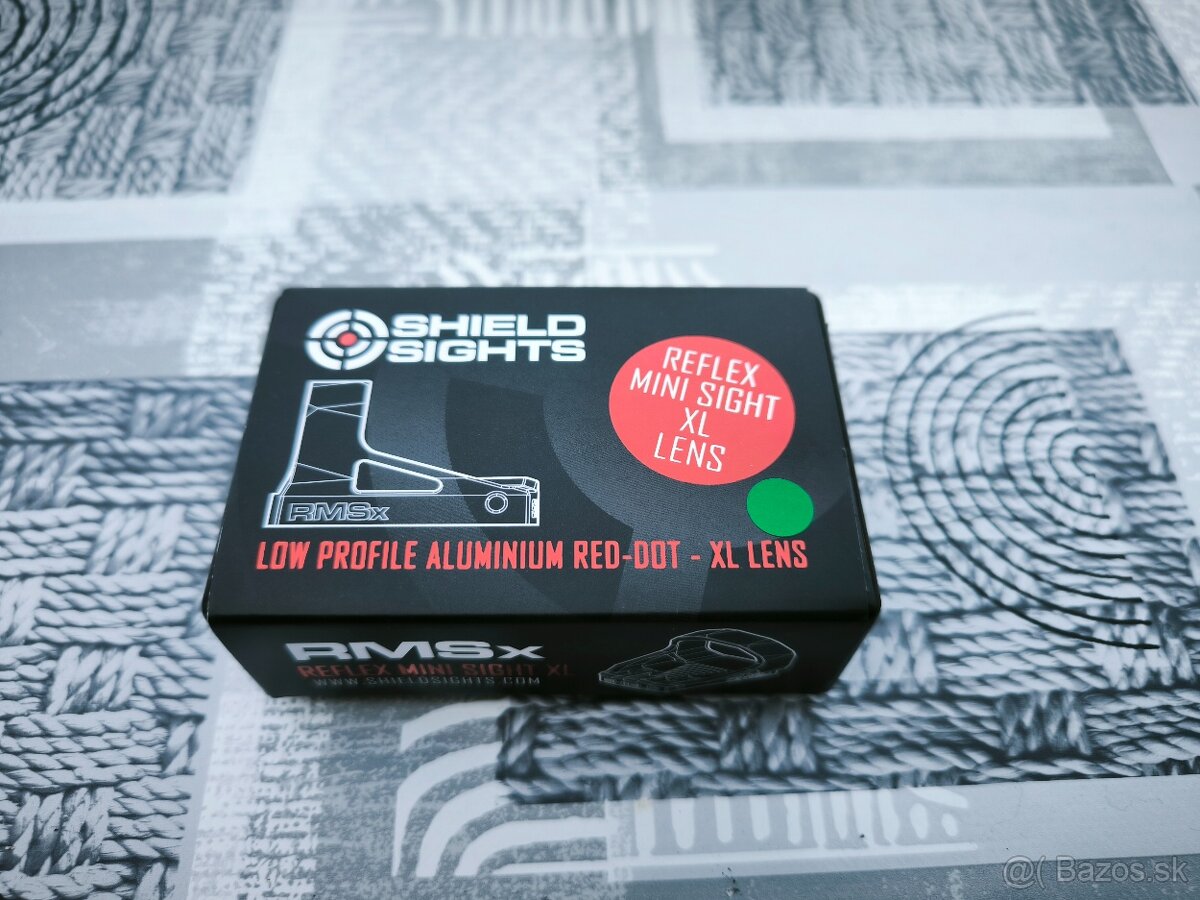 SHIELD
SIGHTS
REFLEX
MINI SIGHT
XL
LENS
RMSx
LOW PROFILE ALUMINIUM RED-DOT - XL LENS
RMSx
REFLEX MINI SIGHT XL
WWW.SHIELDSIGHTS.COM
@( Bazos.sk